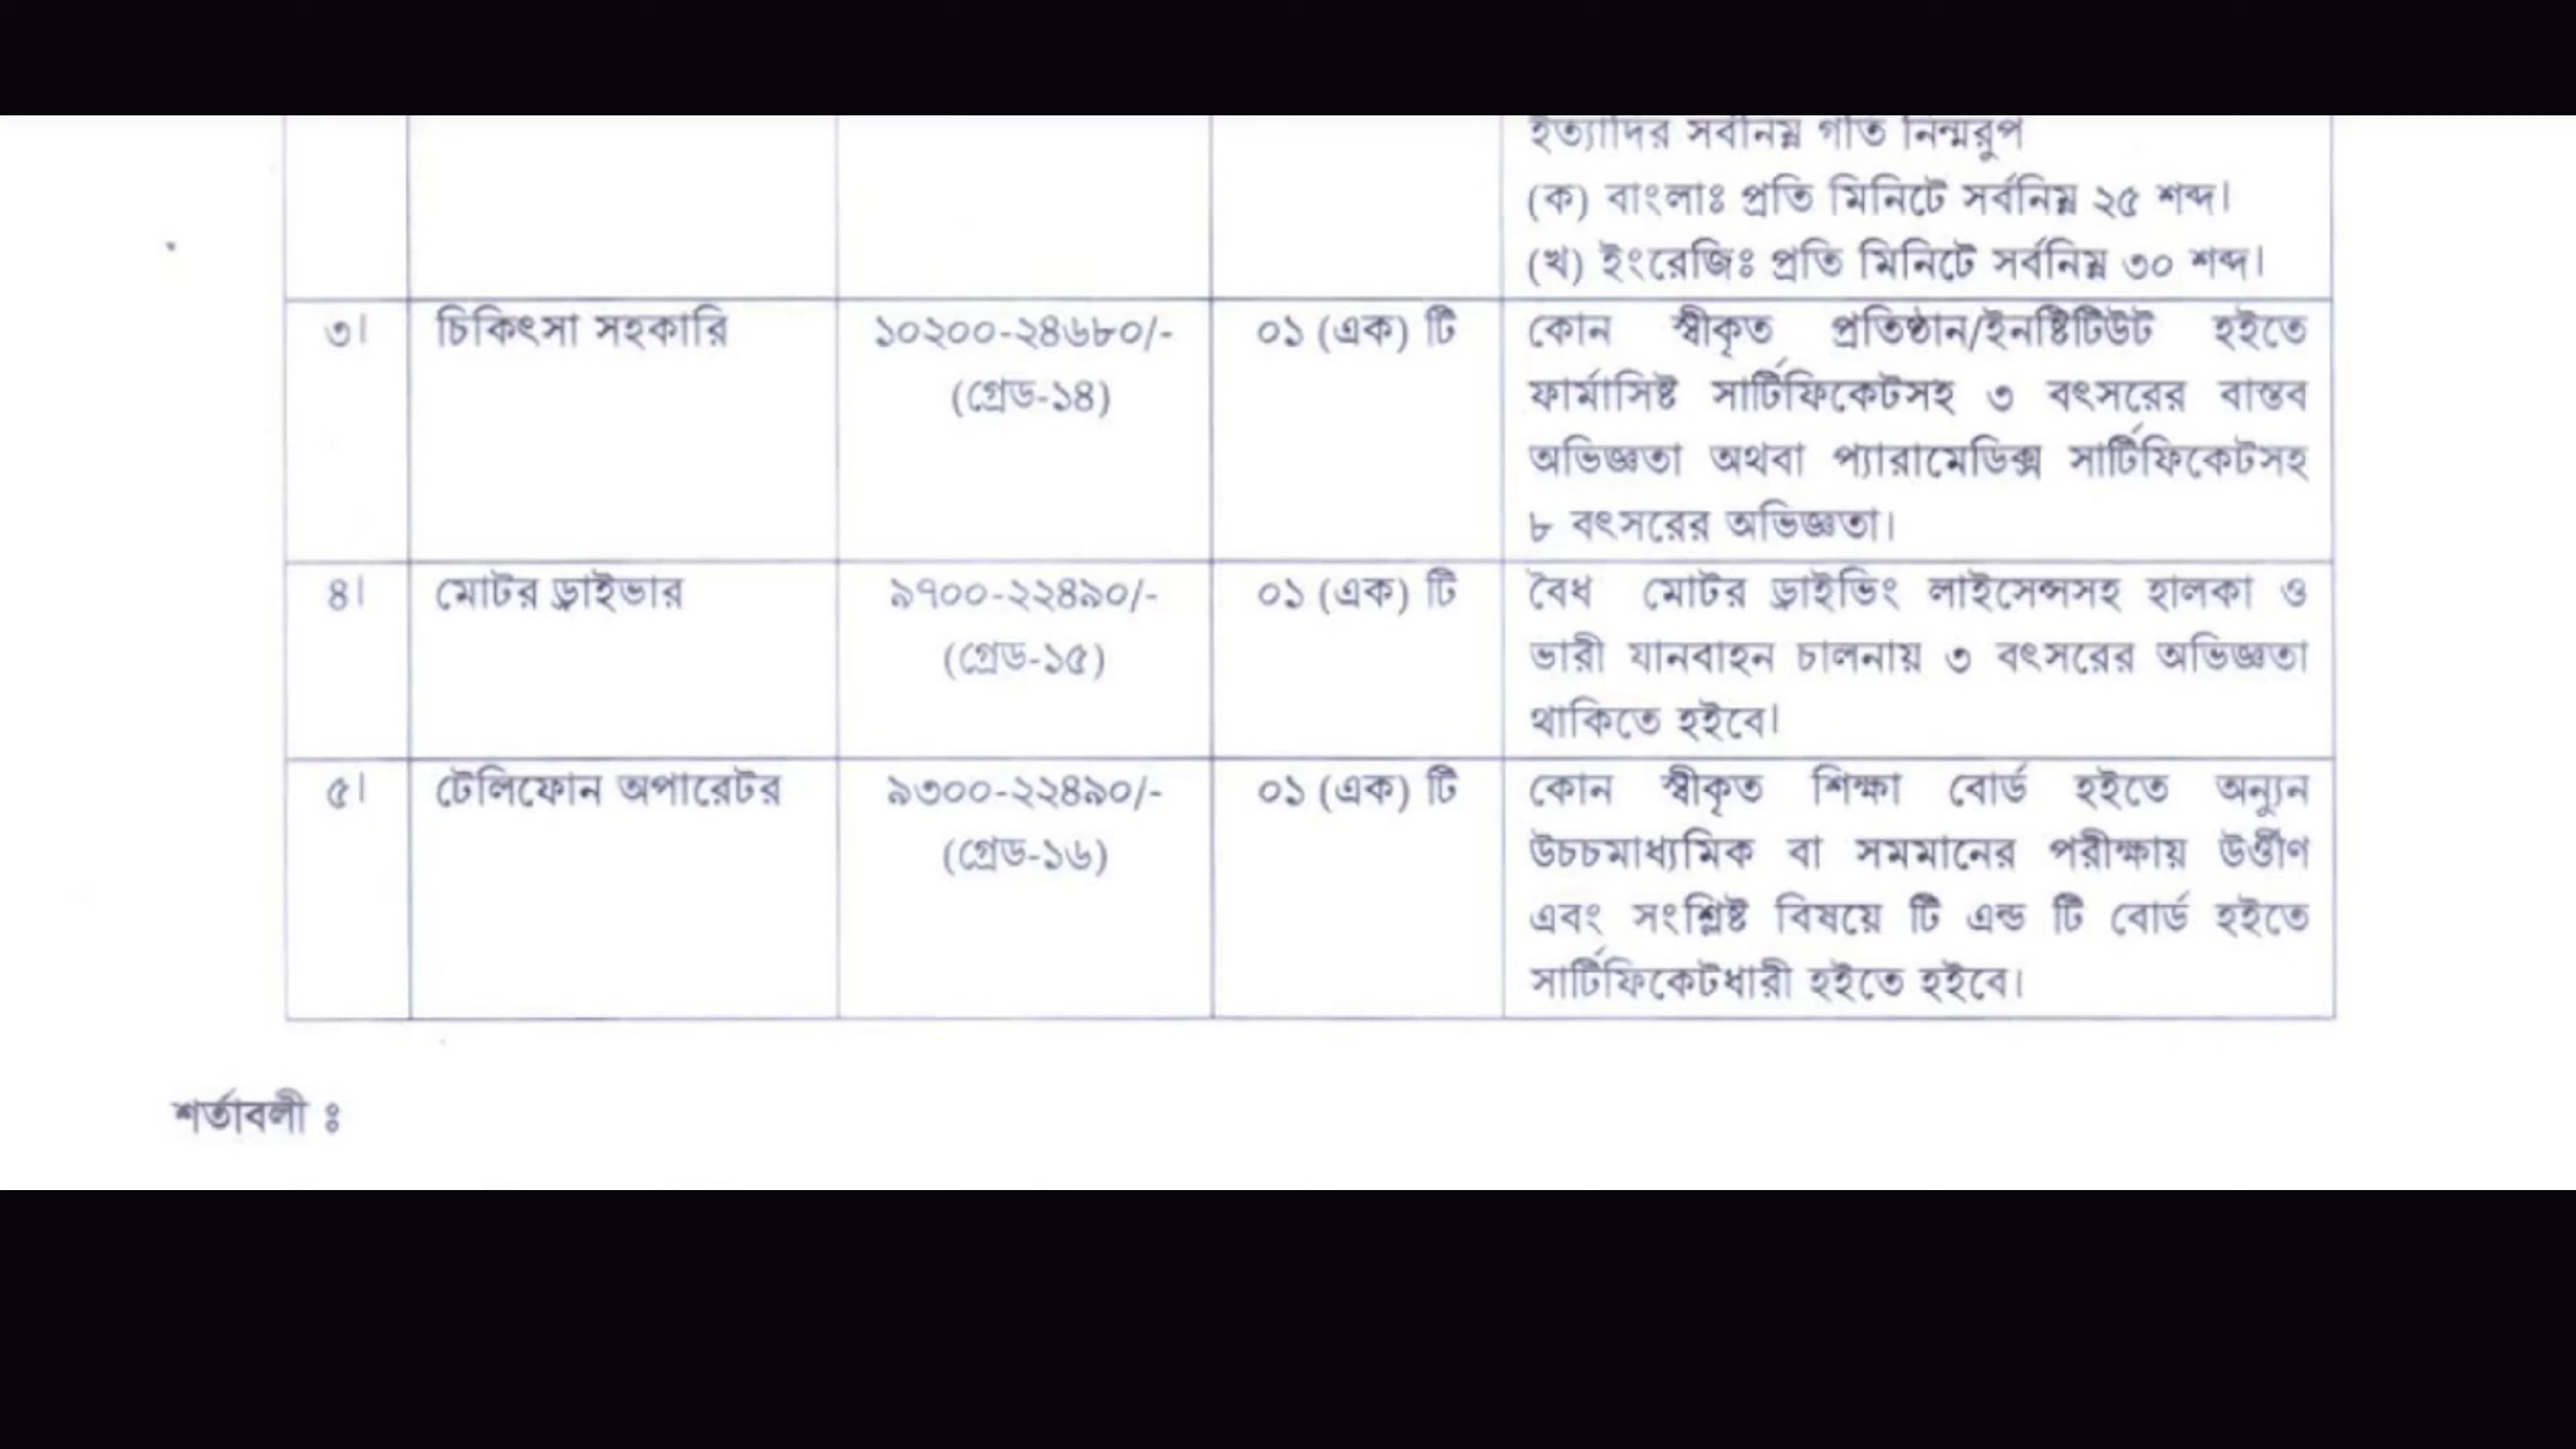 ইত্যাদির সর্বনিম্ন গতি নিম্মরুপ
(ক) বাংলাঃ প্রতি মিনিটে সর্বনিম্ন ২৫ শব্দ।
(খ) ইংরেজিঃ প্রতি মিনিটে সর্বনিম্ন ৩০ শব্দ।
৩। চিকিৎসা সহকারি ১০২০০-২৪৬৮০/- ০১ (এক) টি কোন স্বীকৃত প্রতিষ্ঠান/ইনষ্টিটিউট হইতে
(গ্রেড-১৪) ফার্মাসিষ্ট সার্টিফিকেটসহ ৩ বৎসরের বাস্তব
অভিজ্ঞতা অথবা প্যারামেডিক্স সার্টিফিকেটসহ
৮ বৎসরের অভিজ্ঞতা।
৪। মোটর ড্রাইভার ৯৭০০-২২৪৯০/- ০১ (এক) টি বৈধ মোটর ড্রাইভিং লাইসেন্সসহ হালকা ও
(গ্রেড-১৫) ভারী যানবাহন চালনায় ৩ বৎসরের অভিজ্ঞতা
থাকিতে হইবে।
৫। টেলিফোন অপারেটর ৯৩০০-২২৪৯০/- ০১ (এক) টি কোন স্বীকৃত শিক্ষা বোর্ড হইতে অন্যুন
(গ্রেড-১৬) উচচমাধ্যমিক বা সমমানের পরীক্ষায় উর্ত্তীণ
এবং সংশ্লিষ্ট বিষয়ে টি এন্ড টি বোর্ড হইতে
সার্টিফিকেটধারী হইতে হইবে।
শর্তাবলী ঃ